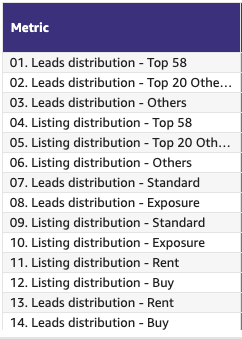 Metric
01. Leads distribution - Top 58
02. Leads distribution - Top 20 Othe...
03. Leads distribution - Others
04. Listing distribution - Top 58
05. Listing distribution - Top 20 Oth...
06. Listing distribution - Others
07. Leads distribution - Standard
08. Leads distribution - Exposure
09. Listing distribution - Standard
10. Listing distribution - Exposure
11. Listing distribution - Rent
12. Listing distribution - Buy
13. Leads distribution - Rent
14. Leads distribution - Buy